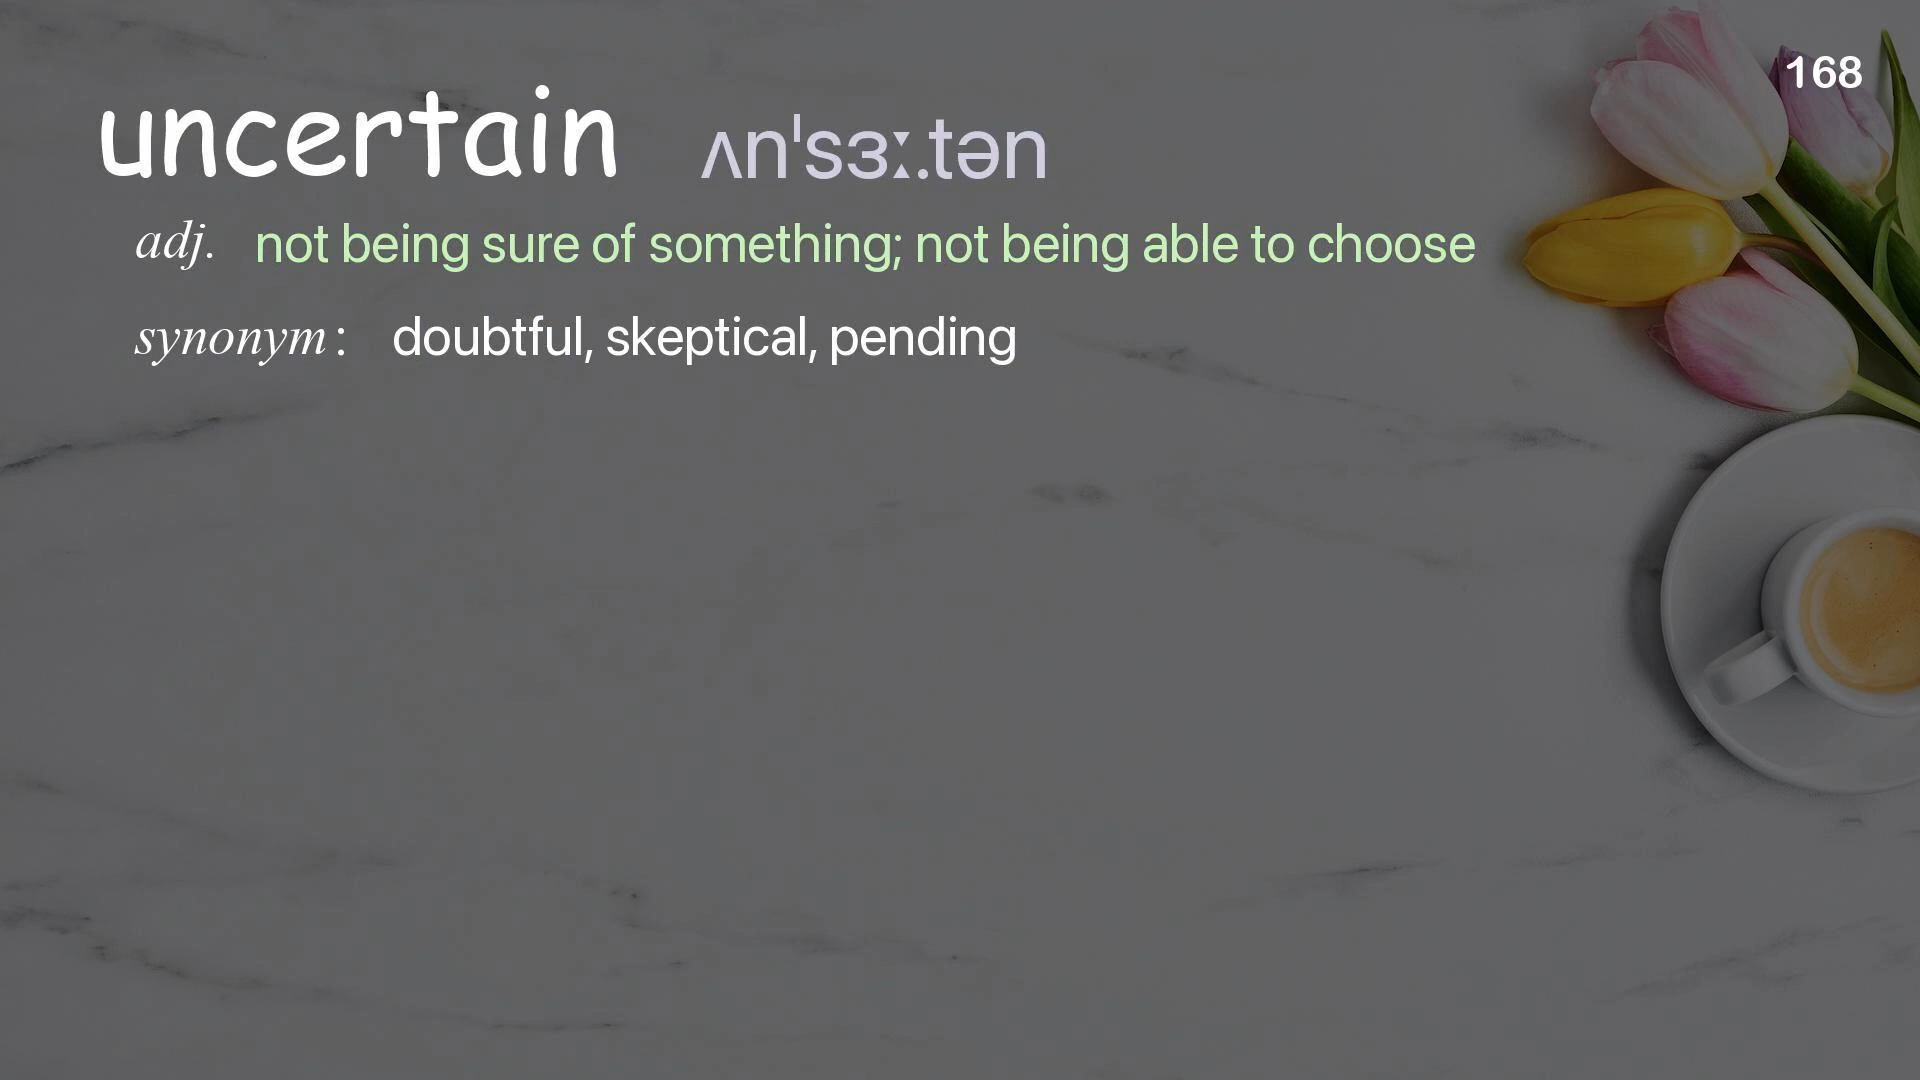 168
uncertain ʌnˈsɜː.tən
adj. not being sure of something; not being able to choose
synonym: doubtful, skeptical, pending